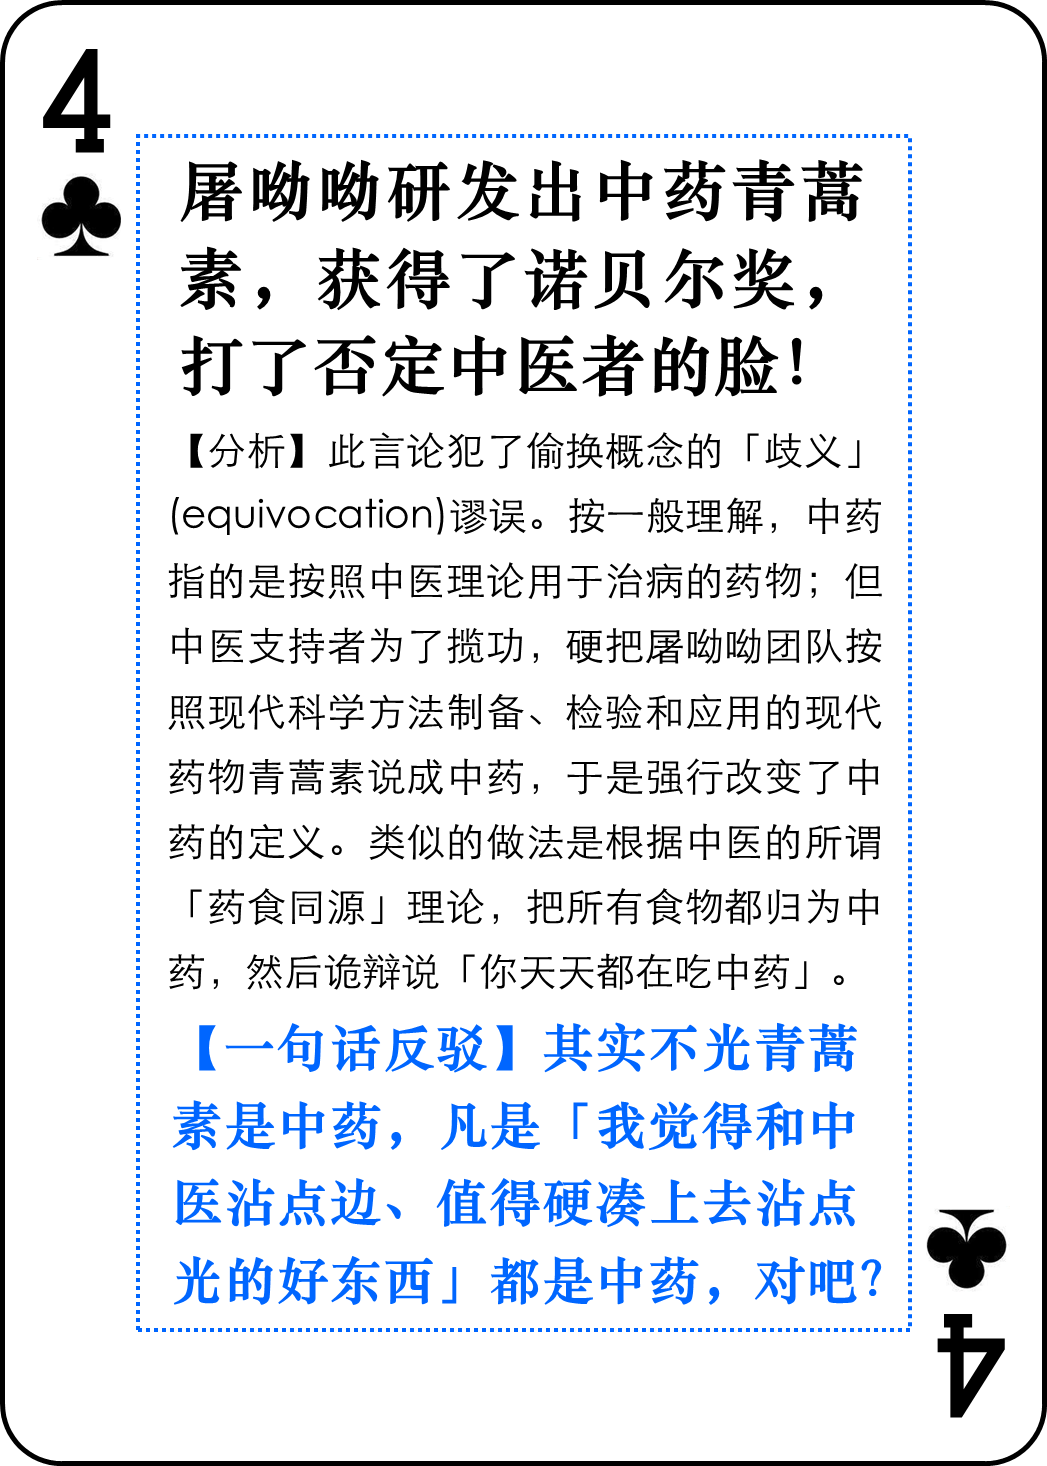 4
屠呦呦研发出中药青蒿
素，获得了诺贝尔奖，
打了否定中医者的脸！
【分析】此言论犯了偷换概念的「歧义」
(equivocation)谬误。按一般理解，中药
指的是按照中医理论用于治病的药物；但
中医支持者为了揽功，硬把屠呦呦团队按
照现代科学方法制备、检验和应用的现代
药物青蒿素说成中药，于是强行改变了中
药的定义。类似的做法是根据中医的所谓
「药食同源」理论，把所有食物都归为中
药，然后诡辩说「你天天都在吃中药」。
【一句话反驳】其实不光青蒿
素是中药，凡是「我觉得和中
医沾点边、值得硬凑上去沾点
光的好东西」都是中药，对吧？
4